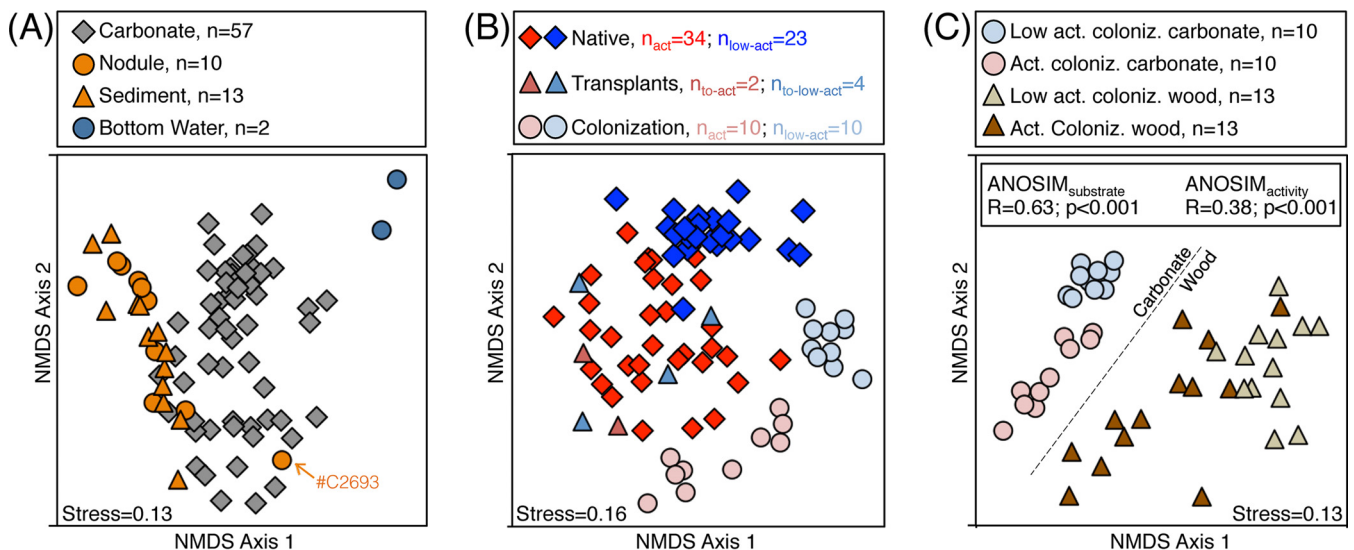 (A)
Carbonate, n=57
Nodule, n=10
Sediment, n=13
Bottom Water, n=2
NMDS Axis 2
#C2693
Stress=0.13
NMDS Axis 1
(B)
Native, nact=34; nlow-act=23
Transplants, nto-act=2; nto-low-act=4
Colonization, nact=10; nlow-act=10
NMDS Axis 2
Stress=0.16
NMDS Axis 1
(C)
Low act. coloniz. carbonate, n=10
Act. coloniz. carbonate, n=10
Low act. coloniz. wood, n=13
Act. Coloniz. wood, n=13
ANOSIMsubstrate
R=0.63; p<0.001
ANOSIMactivity
R=0.38; p<0.001
Carbonate
Wood
NMDS Axis 2
Stress=0.13
NMDS Axis 1